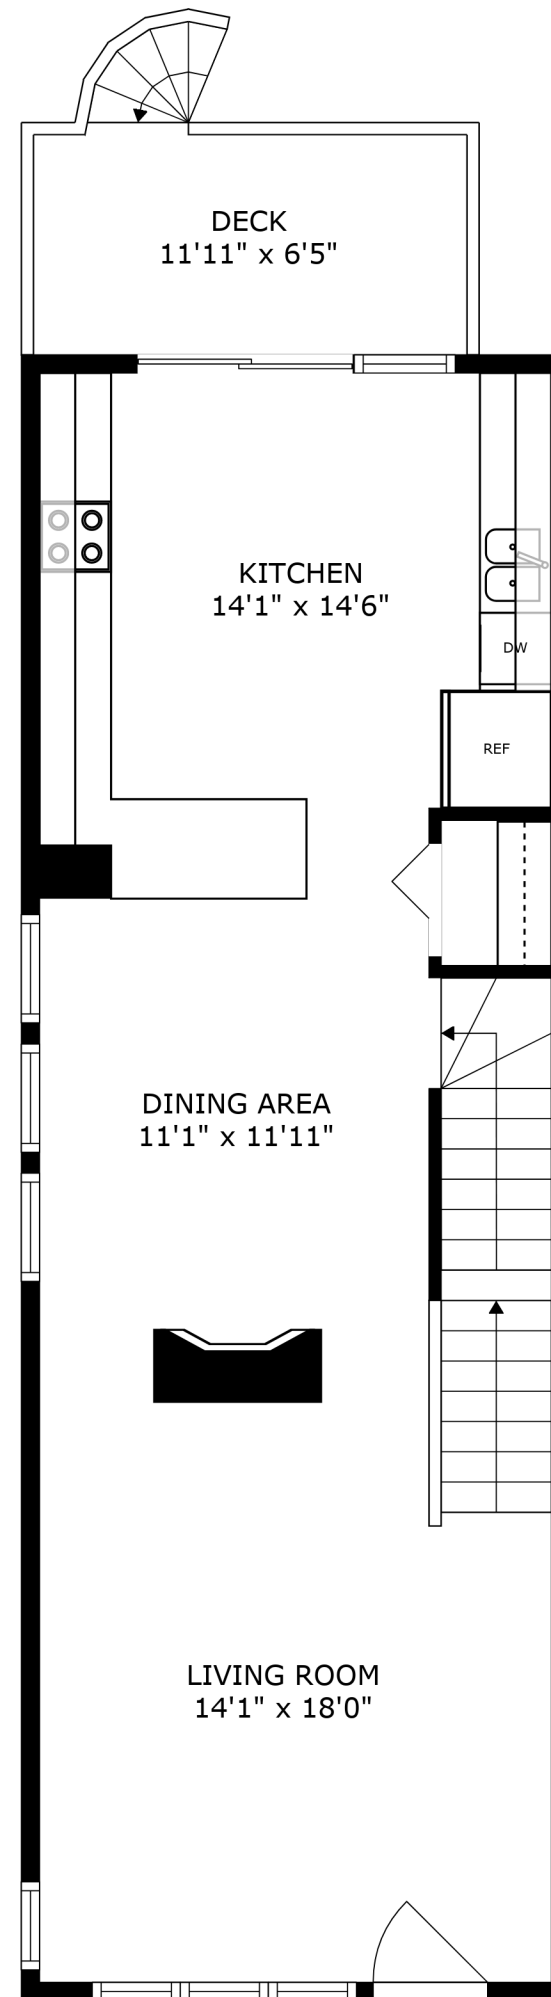 DECK
11'11" x 6'5"
KITCHEN
14'1" x 14'6"
DW
REF
DINING AREA
11'1" x 11'11"
LIVING ROOM
14'1" x 18'0"